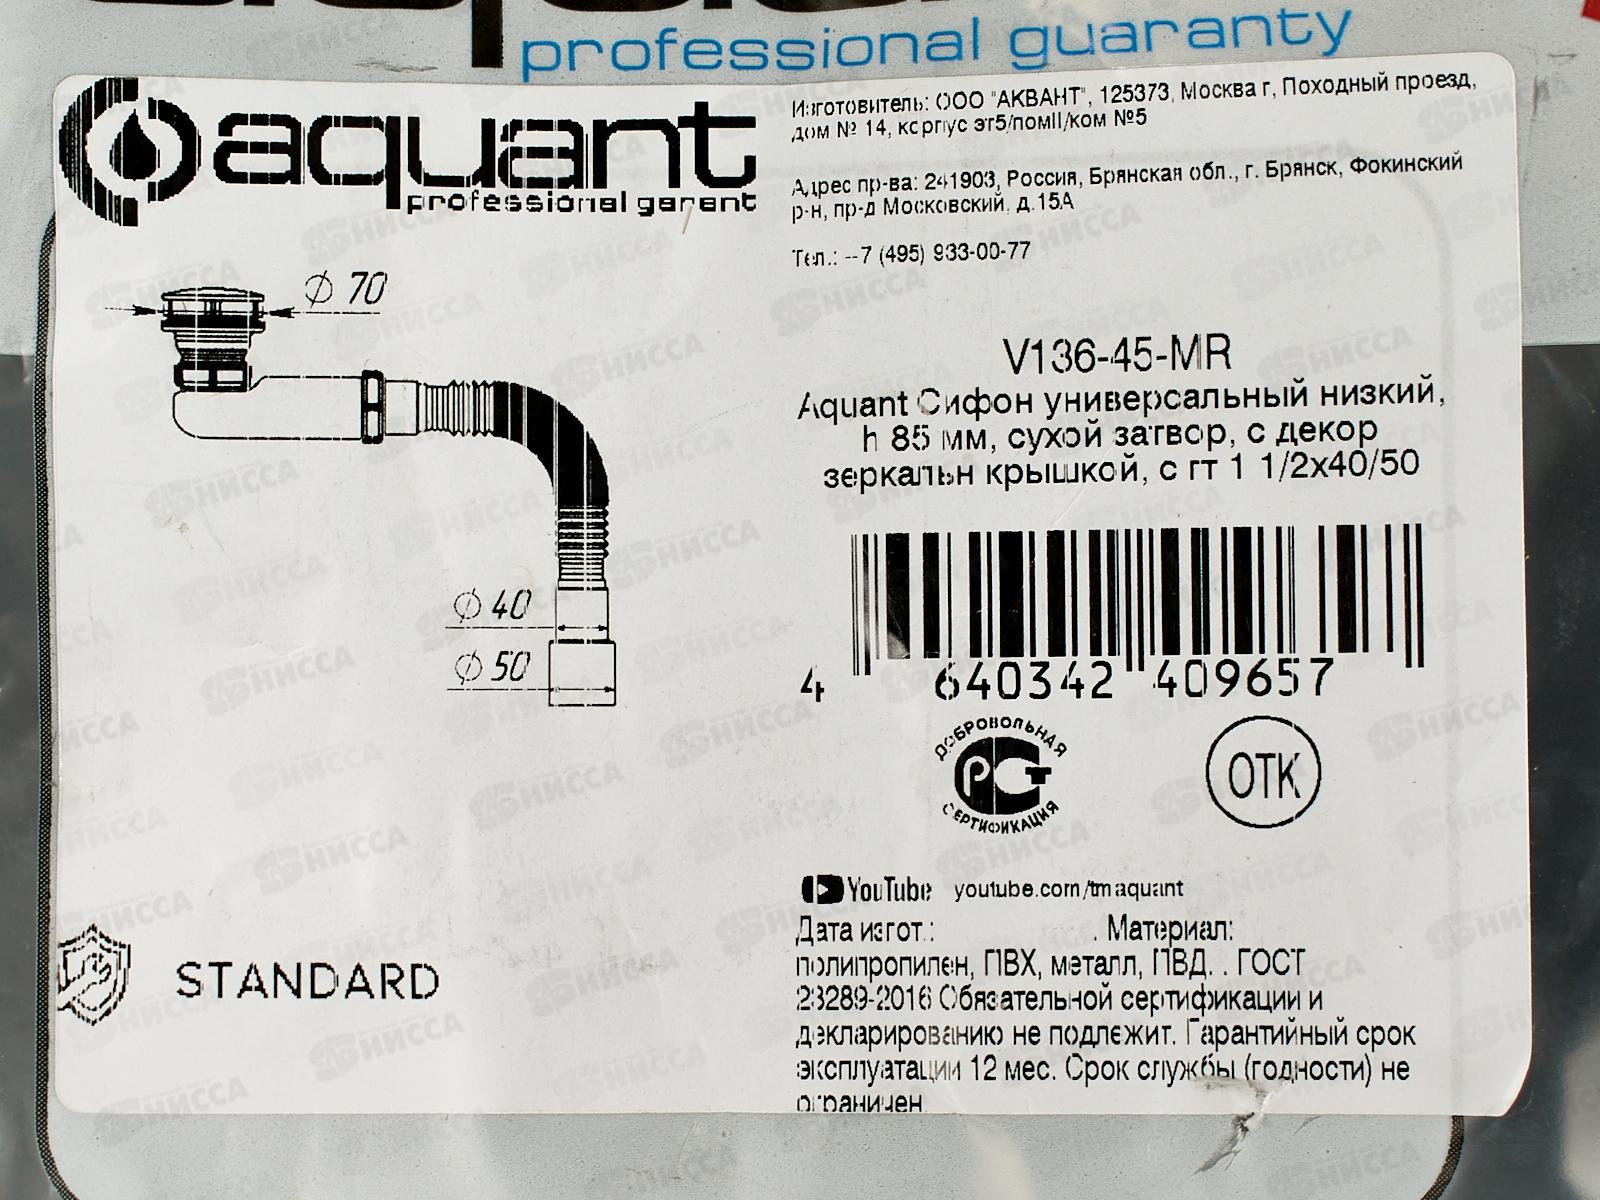 professional guaranty
aquant
professional garant
Изготовитель: ООО "АКВАНТ", 125373, Москва г, Походный проезд,
дом № 14, корпус эт5/помII/ком №5
Адрес пр-ва: 241903, Россия, Брянская обл., г. Брянск, Фокинский
р-н, пр-д Московский, д.15А
Тел.: +7 (495) 933-00-77
∅ 70
∅ 40
∅ 50
V136-45-MR
Aquant Сифон универсальный низкий,
h 85 мм, сухой затвор, с декор
зеркальн крышкой, с гт 1 1/2х40/50
4 640342 409657
ДОБРОВОЛЬНАЯ
РСТ
СЕРТИФИКАЦИЯ
ОТК
YouTube youtube.com/tmaquant
Дата изгот.: . Материал:
полипропилен, ПВХ, металл, ПВД. . ГОСТ
23289-2016 Обязательной сертификации и
декларированию не подлежит. Гарантийный срок
эксплуатации 12 мес. Срок службы (годности) не
ограничен
STANDARD
НИССА